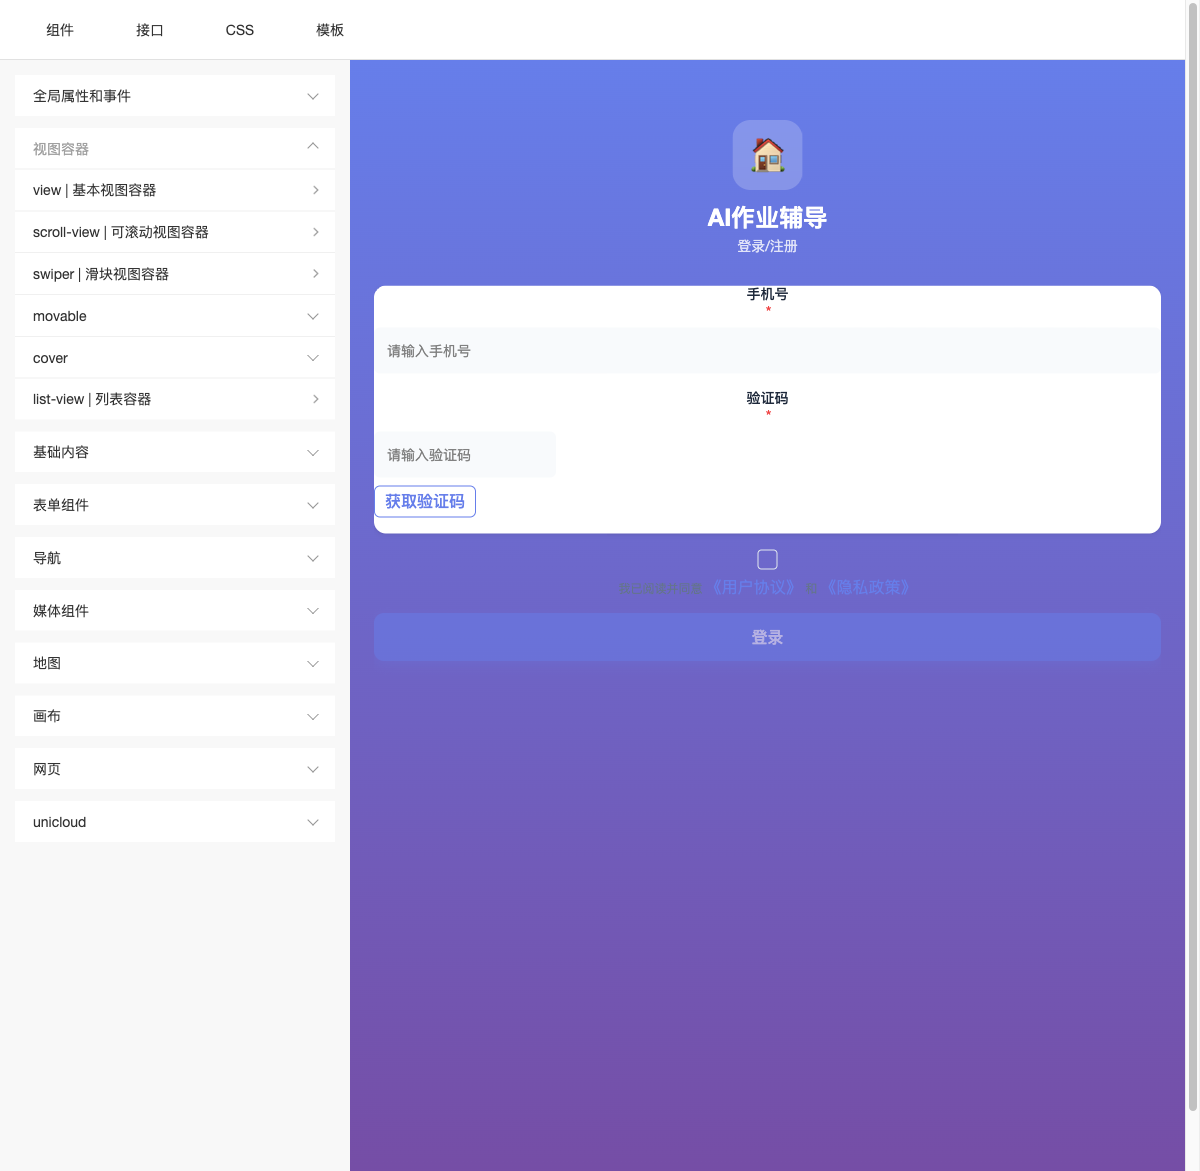 组件 接口 CSS 模板
全局属性和事件
视图容器
view | 基本视图容器
scroll-view | 可滚动视图容器
swiper | 滑块视图容器
movable
cover
list-view | 列表容器
基础内容
表单组件
导航
媒体组件
地图
画布
网页
unicloud
AI作业辅导
登录/注册
手机号
*
请输入手机号
验证码
*
请输入验证码
获取验证码
《用户协议》 《隐私政策》
登录